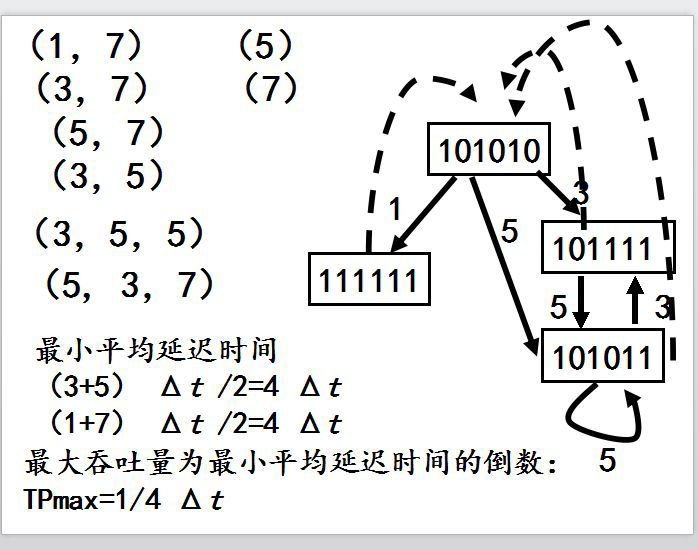 (1, 7) (5)
(3, 7) (7)
(5, 7)
(3, 5)
(3, 5, 5)
(5, 3, 7)
101010
1
3
5
101111
111111
5
3
101011
5
最小平均延迟时间
(3+5) Δt /2=4 Δt
(1+7) Δt /2=4 Δt
最大吞吐量为最小平均延迟时间的倒数：
TPmax=1/4 Δt